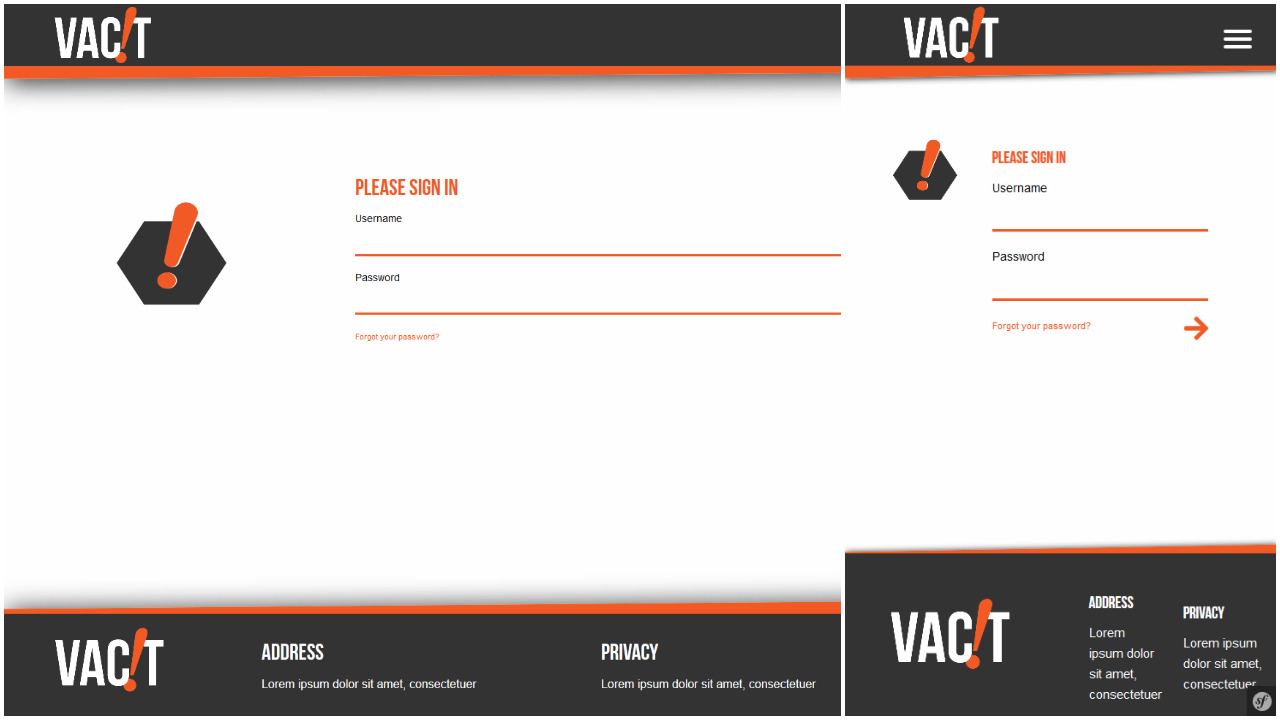 VAC!T
PLEASE SIGN IN
Username
Password
Forgot your password?
VAC!T
ADDRESS
Lorem ipsum dolor sit amet, consectetuer
PRIVACY
Lorem ipsum dolor sit amet, consectetuer
VAC!T
PLEASE SIGN IN
Username
Password
Forgot your password?
VAC!T
ADDRESS
Lorem
ipsum dolor
sit amet,
consectetuer
PRIVACY
Lorem ipsum
dolor sit amet,
consectetuer
sf